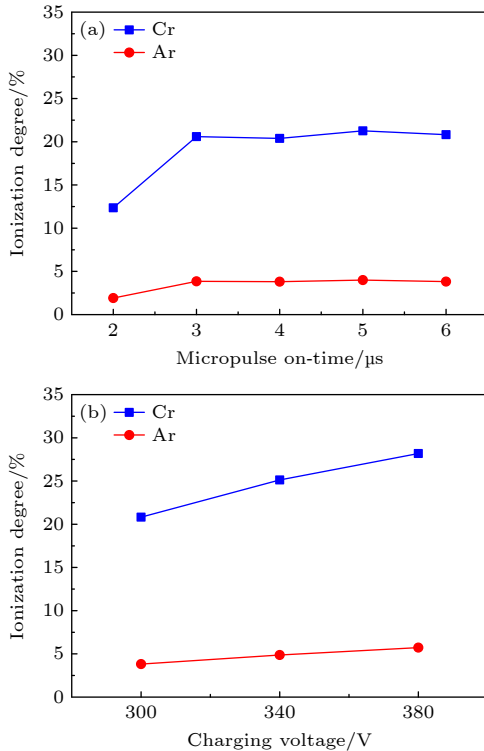 (a)
Cr
Ar
Ionization degree/%
35
30
25
20
15
10
5
0
2 3 4 5 6
Micropulse on-time/µs
(b)
Cr
Ar
Ionization degree/%
35
30
25
20
15
10
5
0
300 340 380
Charging voltage/V